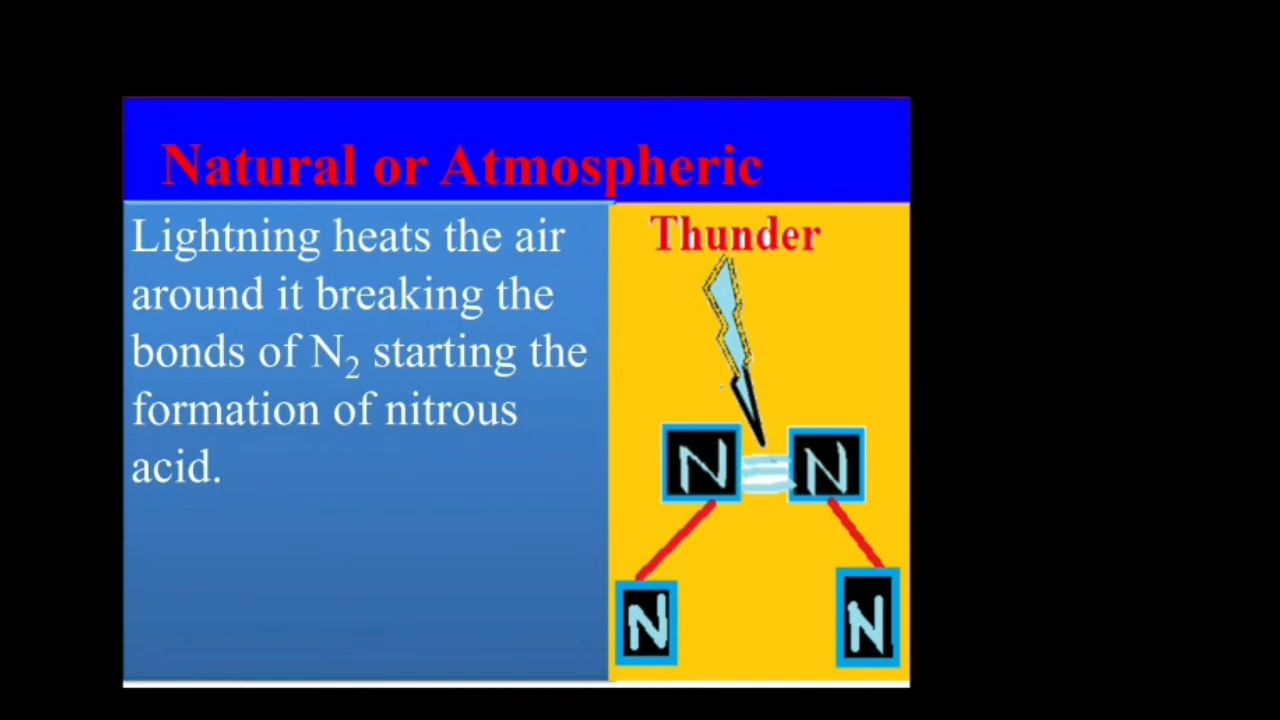 Natural or Atmospheric
Lightning heats the air
around it breaking the
bonds of N₂ starting the
formation of nitrous
acid.
Thunder
N N
N N